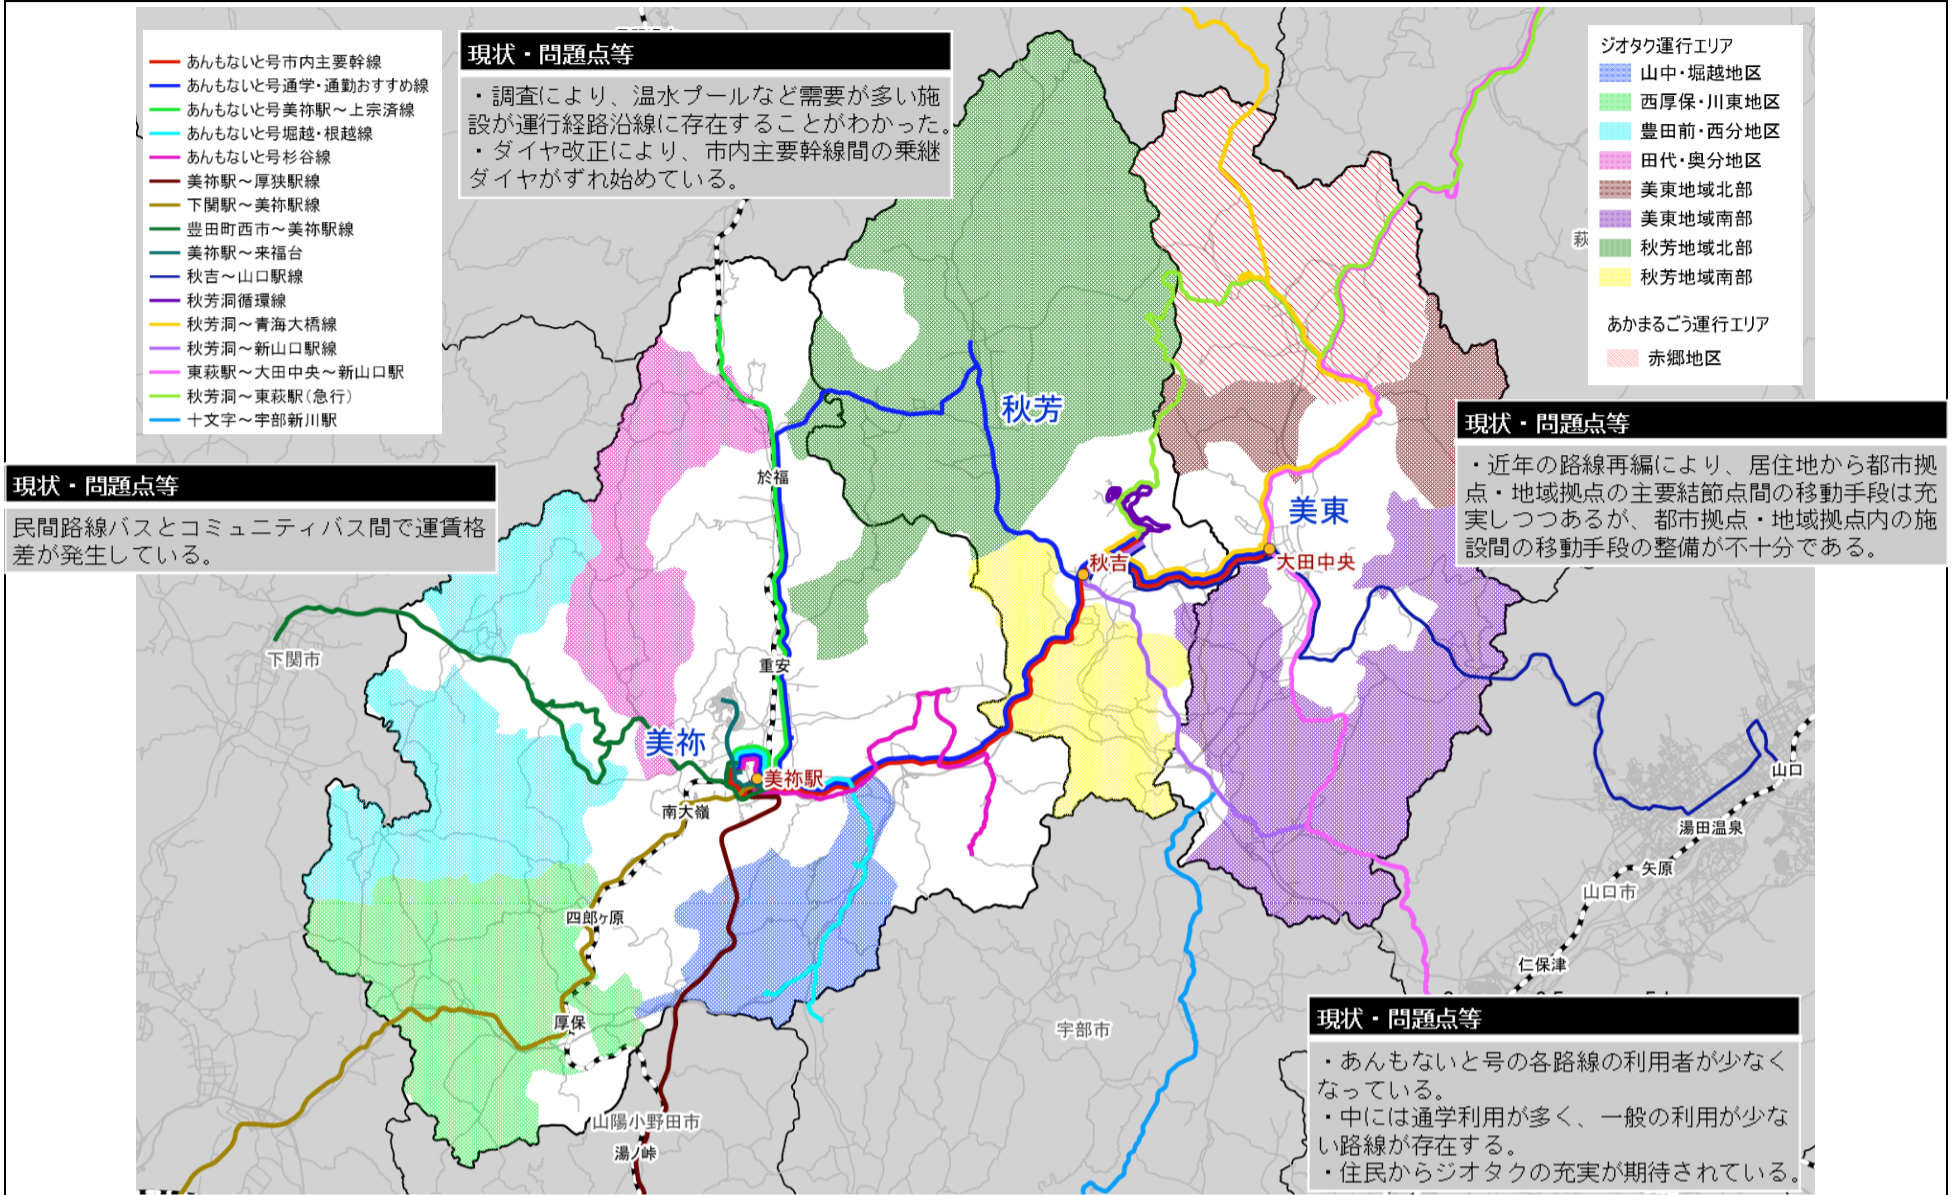 あんもないと号市内主要幹線
あんもないと号通学・通勤おすすめ線
あんもないと号美祢駅～上宗済線
あんもないと号堀越・根越線
あんもないと号杉谷線
美祢駅～厚狭駅線
下関駅～美祢駅線
豊田町西市～美祢駅線
美祢駅～来福台
秋吉～山口駅線
秋芳洞循環線
秋芳洞～青海大橋線
秋芳洞～新山口駅線
東萩駅～大田中央～新山口駅
秋芳洞～東萩駅（急行）
十文字～宇部新川駅
現状・問題点等
・調査により、温水プールなど需要が多い施
設が運行経路沿線に存在することがわかった。
・ダイヤ改正により、市内主要幹線間の乗継
ダイヤがずれ始めている。
ジオタク運行エリア
山中・堀越地区
西厚保・川東地区
豊田前・西分地区
田代・奥分地区
美東地域北部
美東地域南部
秋芳地域北部
秋芳地域南部
あかまるごう運行エリア
赤郷地区
萩
現状・問題点等
・近年の路線再編により、居住地から都市拠
点・地域拠点の主要結節点間の移動手段は充
実しつつあるが、都市拠点・地域拠点内の施
設間の移動手段の整備が不十分である。
現状・問題点等
民間路線バスとコミュニティバス間で運賃格
差が発生している。
秋芳
於福
美東
秋吉
大田中央
下関市
重安
美祢
美祢駅
南大嶺
山口
湯田温泉
矢原
山口市
四郎ヶ原
仁保津
厚保
宇部市
山陽小野田市
湯ノ峠
現状・問題点等
・あんもないと号の各路線の利用者が少なく
なっている。
・中には通学利用が多く、一般の利用が少な
い路線が存在する。
・住民からジオタクの充実が期待されている。